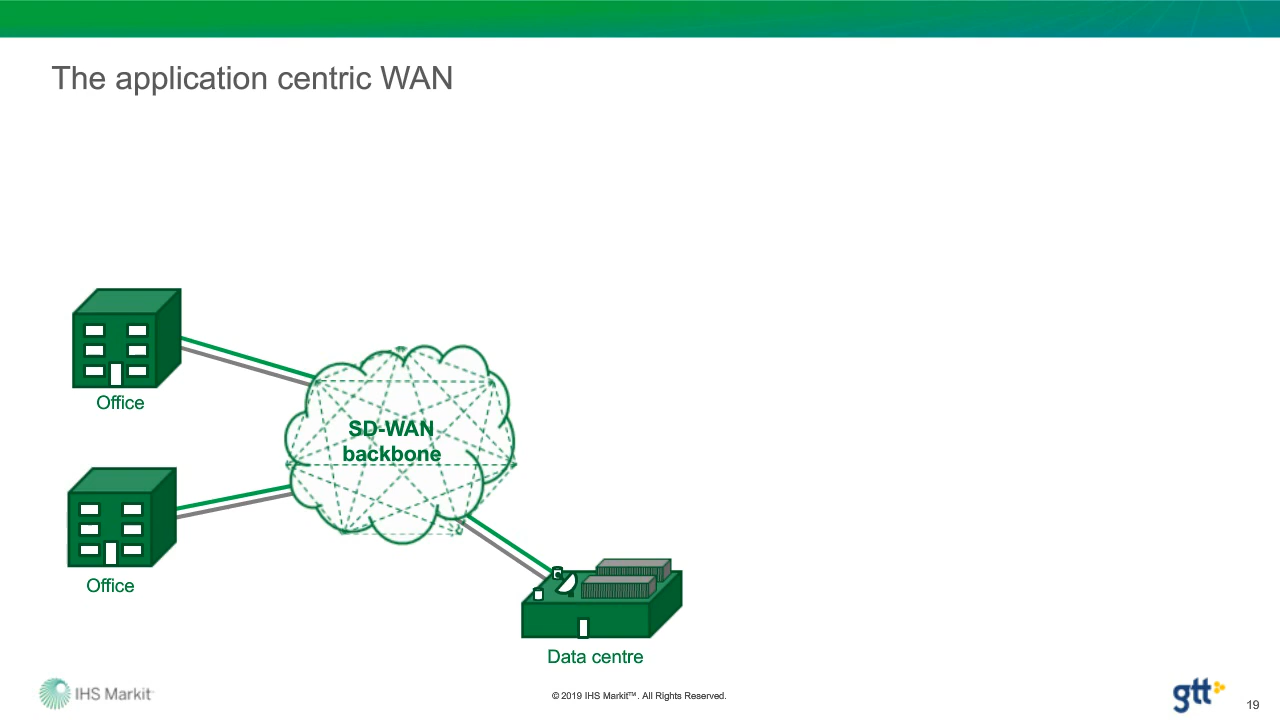 The application centric WAN
Office
SD-WAN
backbone
Office
Data centre
IHS Markit™
© 2019 IHS Markit™. All Rights Reserved.
gtt
19